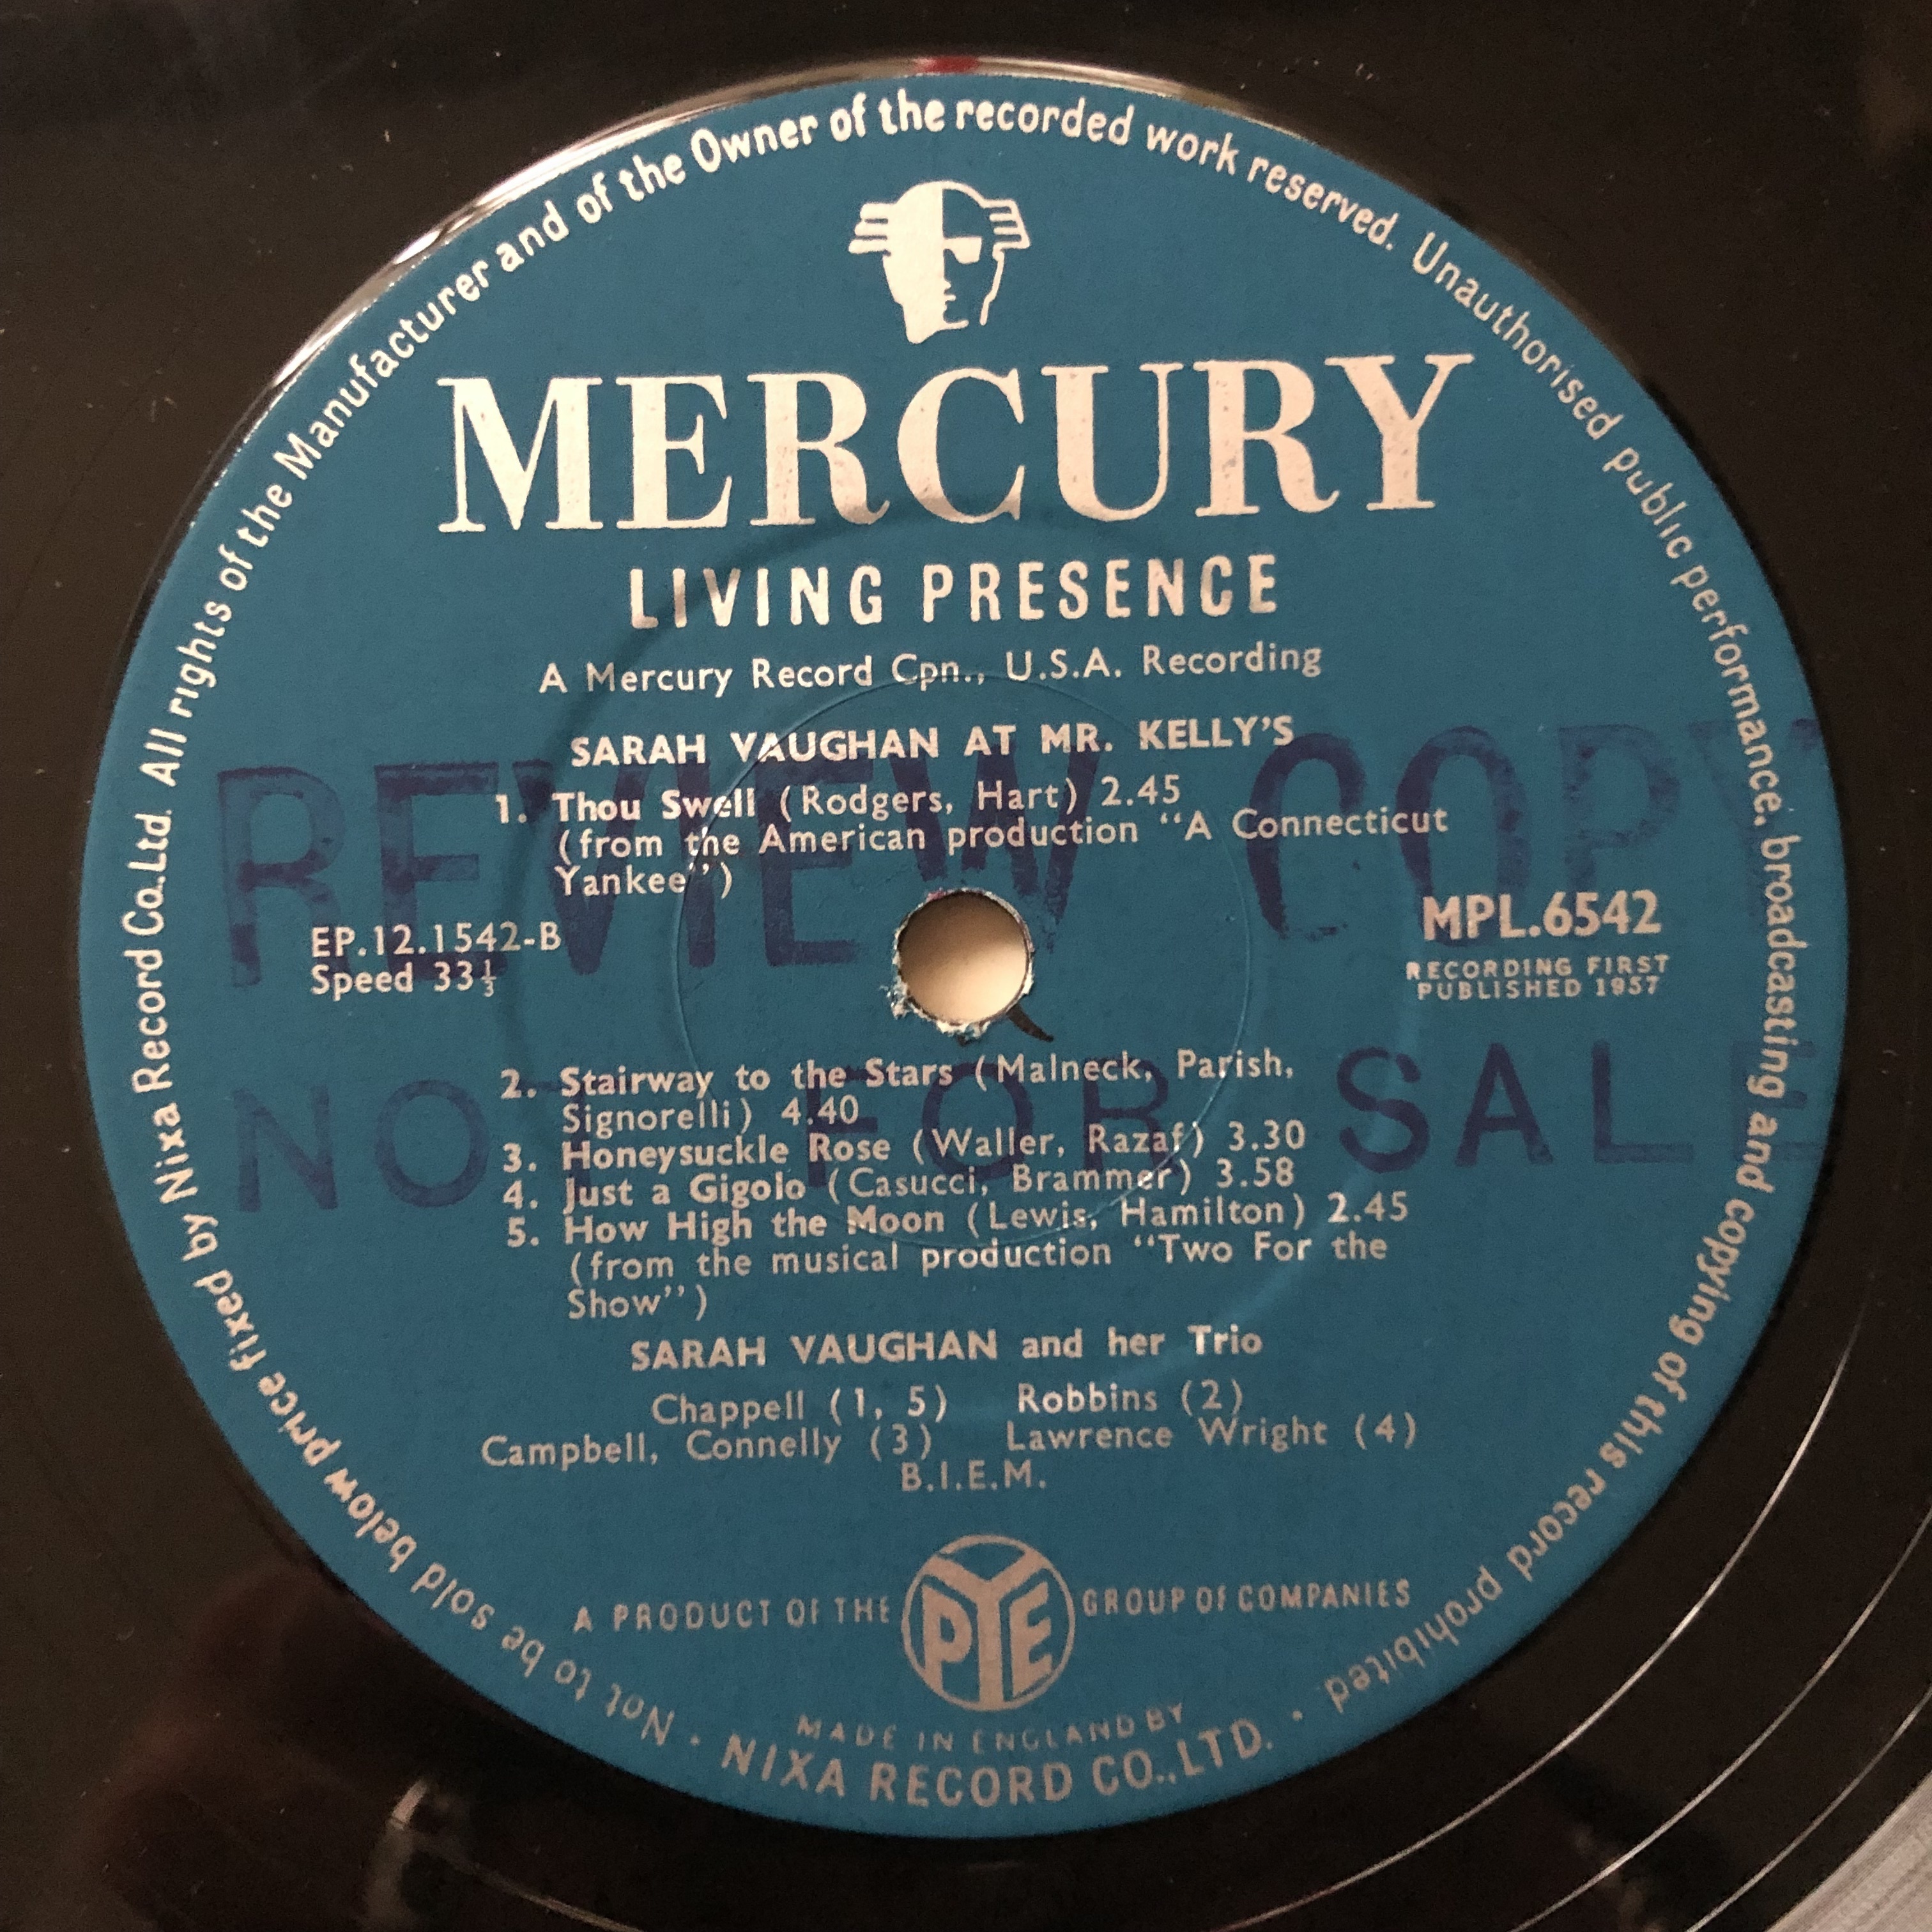 Not to be sold below price fixed by Nixa Record Co.Ltd. All rights of the Manufacturer and of the Owner of the recorded work reserved. Unauthorised public performance, broadcasting and copying of this record prohibited
MERCURY
LIVING PRESENCE
A Mercury Record Cpn., U.S.A. Recording
SARAH VAUGHAN AT MR. KELLY'S
1. Thou Swell (Rodgers, Hart) 2.45
(from the American production "A Connecticut
Yankee")
REVIEW COPY
EP.12.1542-B
Speed 33⅓
MPL.6542
RECORDING FIRST
PUBLISHED 1957
NOT FOR SALE
2. Stairway to the Stars (Malneck, Parish,
Signorelli) 4.40
3. Honeysuckle Rose (Waller, Razaf) 3.30
4. Just a Gigolo (Casucci, Brammer) 3.58
5. How High the Moon (Lewis, Hamilton) 2.45
(from the musical production "Two For the
Show")
SARAH VAUGHAN and her Trio
Chappell (1, 5) Robbins (2)
Campbell, Connelly (3) Lawrence Wright (4)
B.I.E.M.
A PRODUCT OF THE PYE GROUP OF COMPANIES
MADE IN ENGLAND BY
NIXA RECORD CO., LTD.